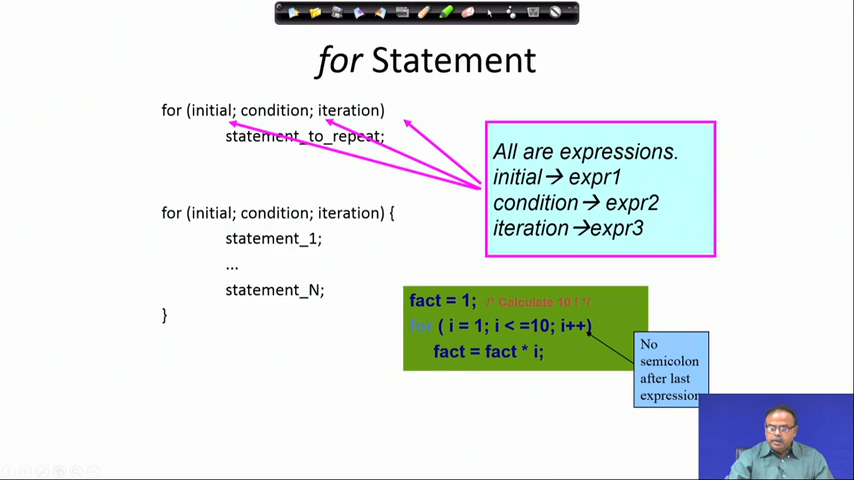 for Statement
for (initial; condition; iteration)
statement_to_repeat;
All are expressions.
initial→ expr1
condition→ expr2
iteration→expr3
for (initial; condition; iteration) {
statement_1;
...
statement_N;
}
fact = 1; /* Calculate 10 ! */
for ( i = 1; i < =10; i++)
fact = fact * i;
No
semicolon
after last
expression